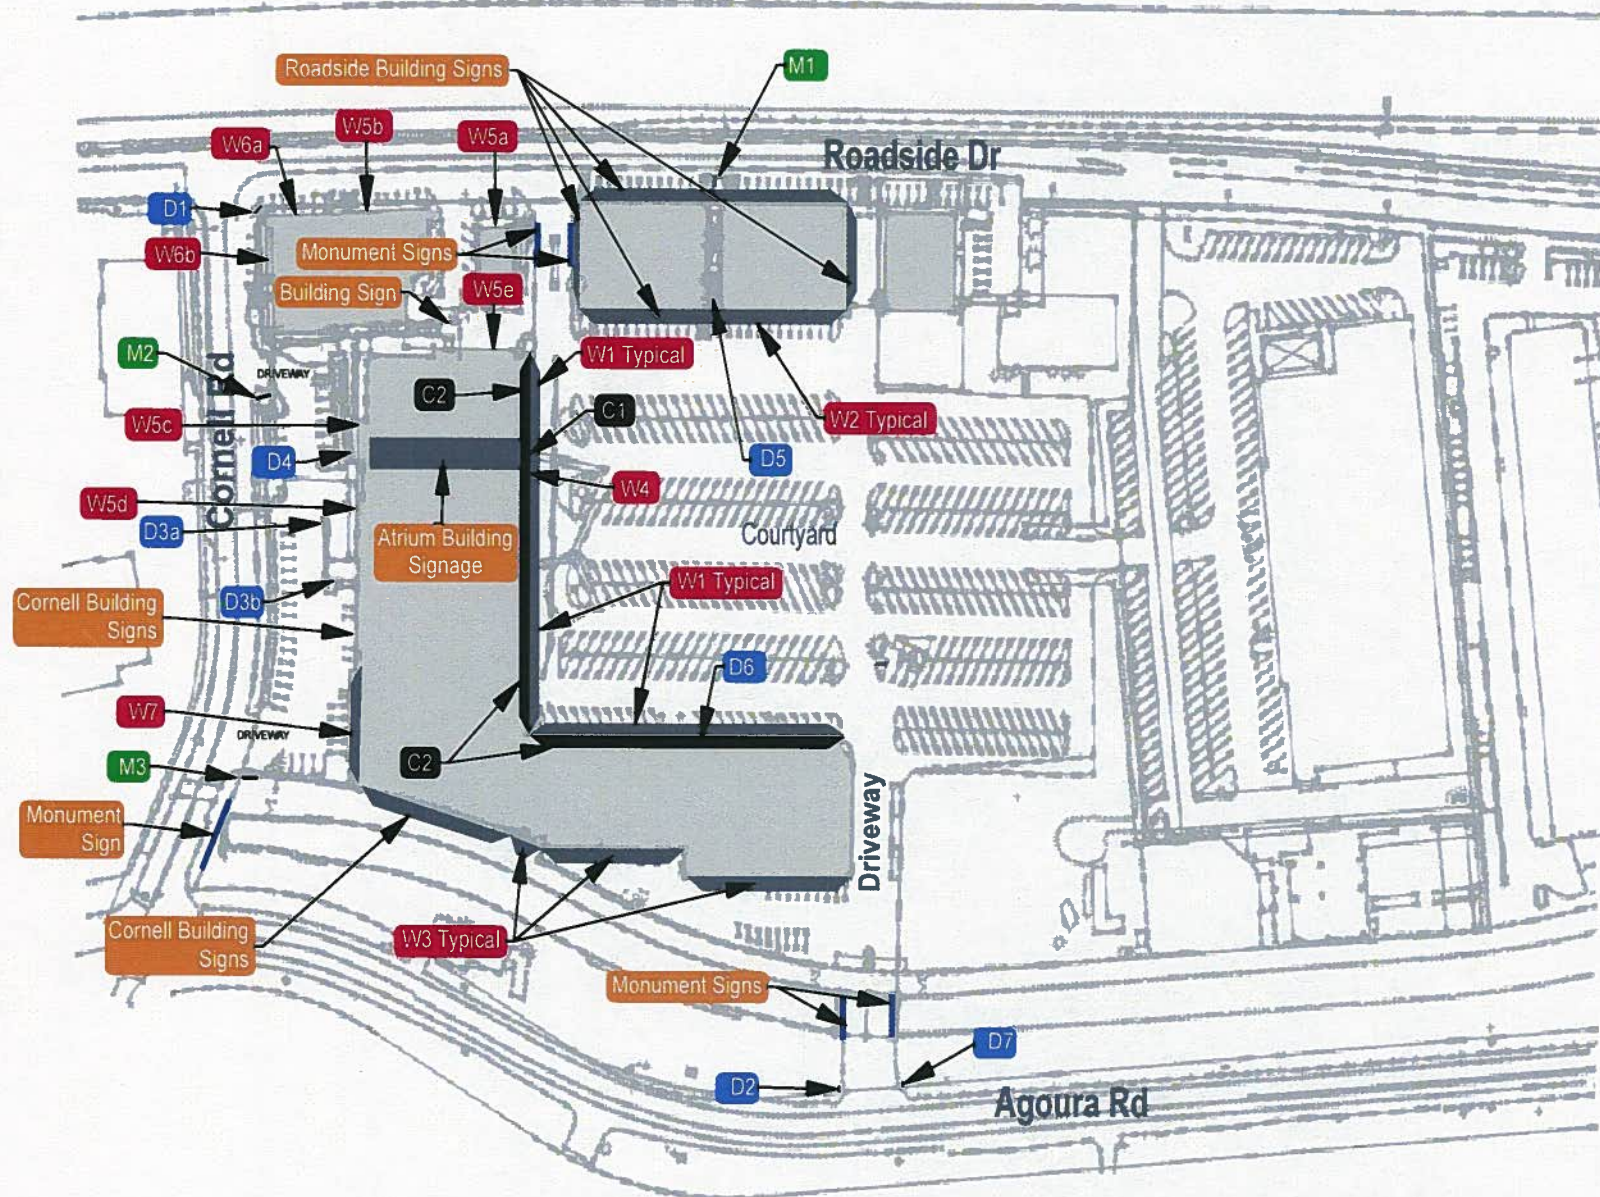 Roadside Building Signs
M1
W5b
W6a
W5a
Roadside Dr
D1
W6b
Monument Signs
Building Sign
W5e
M2
DRIVEWAY
W1 Typical
C2
C1
W5c
W2 Typical
Cornell Rd
D4
D5
W4
W5d
D3a
Courtyard
Atrium Building
Signage
W1 Typical
D3b
Cornell Building
Signs
D6
W7
DRIVEWAY
M3
C2
Monument
Sign
Driveway
Cornell Building
Signs
W3 Typical
Monument Signs
D7
D2
Agoura Rd